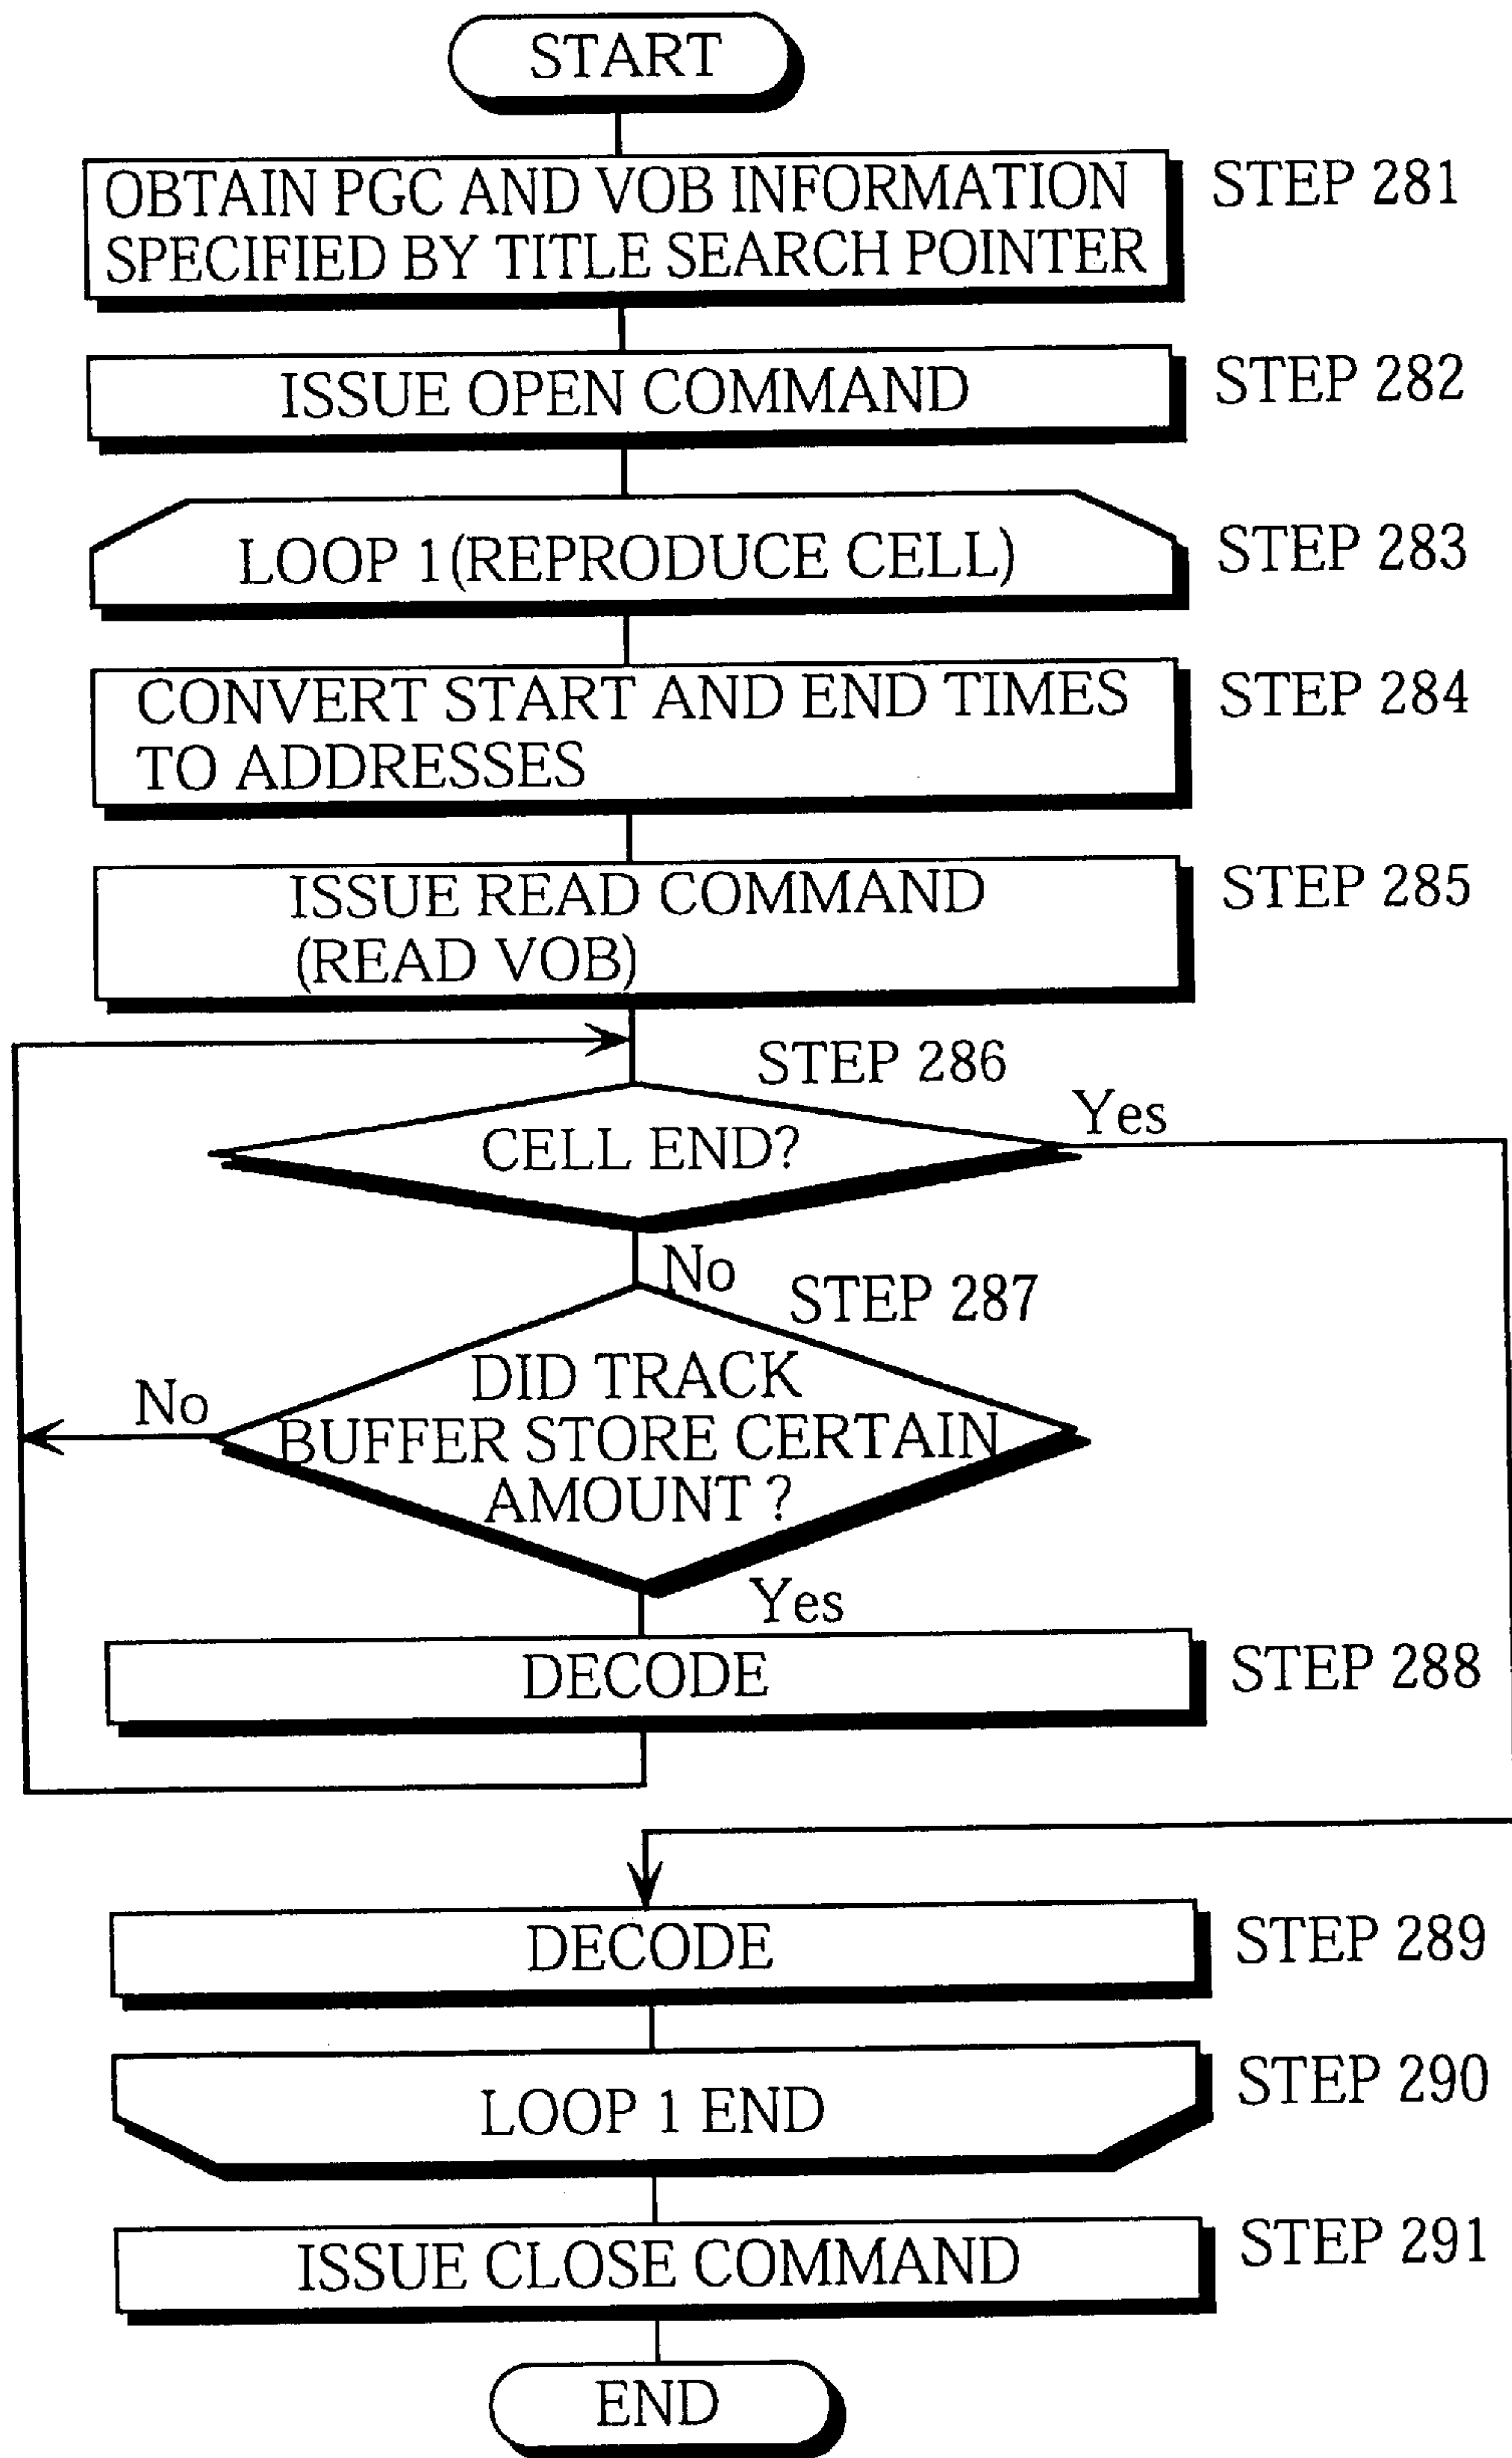 START
OBTAIN PGC AND VOB INFORMATION
SPECIFIED BY TITLE SEARCH POINTER
STEP 281
ISSUE OPEN COMMAND
STEP 282
LOOP 1 (REPRODUCE CELL)
STEP 283
CONVERT START AND END TIMES
TO ADDRESSES
STEP 284
ISSUE READ COMMAND
(READ VOB)
STEP 285
STEP 286
CELL END?
Yes
No
STEP 287
DID TRACK
BUFFER STORE CERTAIN
AMOUNT ?
No
Yes
DECODE
STEP 288
DECODE
STEP 289
LOOP 1 END
STEP 290
ISSUE CLOSE COMMAND
STEP 291
END